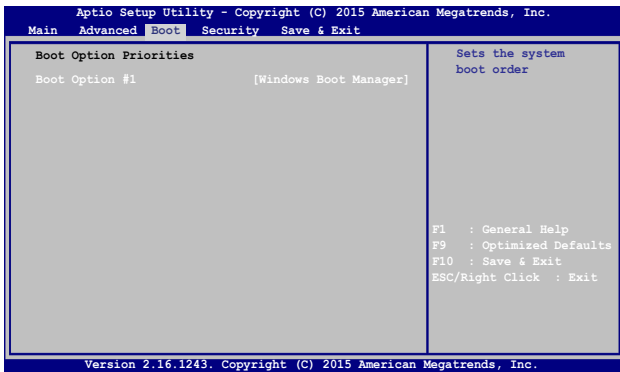 Aptio Setup Utility - Copyright (C) 2015 American Megatrends, Inc.
Main Advanced Boot Security Save & Exit
Boot Option Priorities
Boot Option #1 [Windows Boot Manager]
Sets the system
boot order
F1 : General Help
F9 : Optimized Defaults
F10 : Save & Exit
ESC/Right Click : Exit
Version 2.16.1243. Copyright (C) 2015 American Megatrends, Inc.